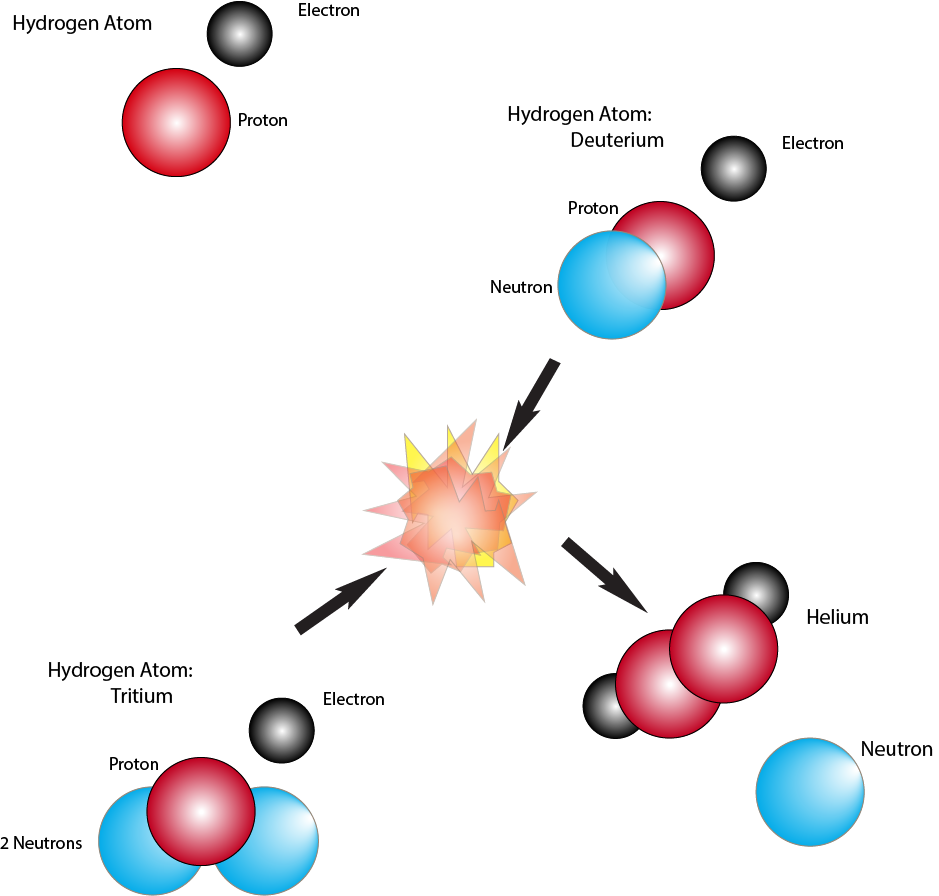 Hydrogen Atom
Electron
Proton
Hydrogen Atom:
Deuterium
Electron
Proton
Neutron
Helium
Hydrogen Atom:
Tritium
Electron
Proton
Neutron
2 Neutrons